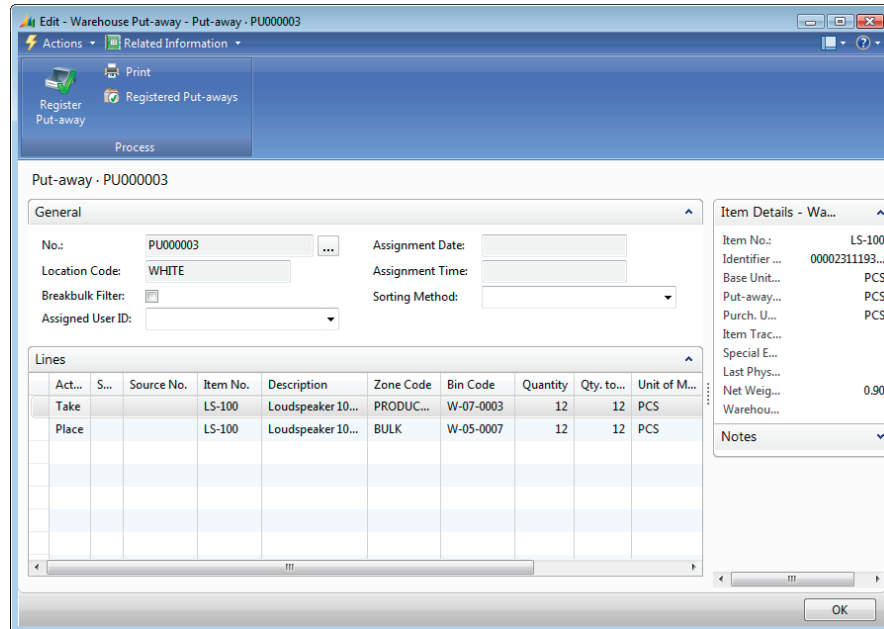 Edit - Warehouse Put-away - Put-away · PU000003
Actions Related Information
Register Put-away
Print
Registered Put-aways
Process
Put-away · PU000003
General
No.: PU000003 ... Assignment Date:
Location Code: WHITE Assignment Time:
Breakbulk Filter: Sorting Method:
Assigned User ID:
Lines
Act... S... Source No. Item No. Description Zone Code Bin Code Quantity Qty. to... Unit of M...
Take LS-100 Loudspeaker 10... PRODUC... W-07-0003 12 12 PCS
Place LS-100 Loudspeaker 10... BULK W-05-0007 12 12 PCS
Item Details - Wa...
Item No.: LS-100
Identifier ... 00002311193...
Base Unit... PCS
Put-away... PCS
Purch. U... PCS
Item Trac...
Special E...
Last Phys...
Net Weig... 0.90
Warehou...
Notes
OK